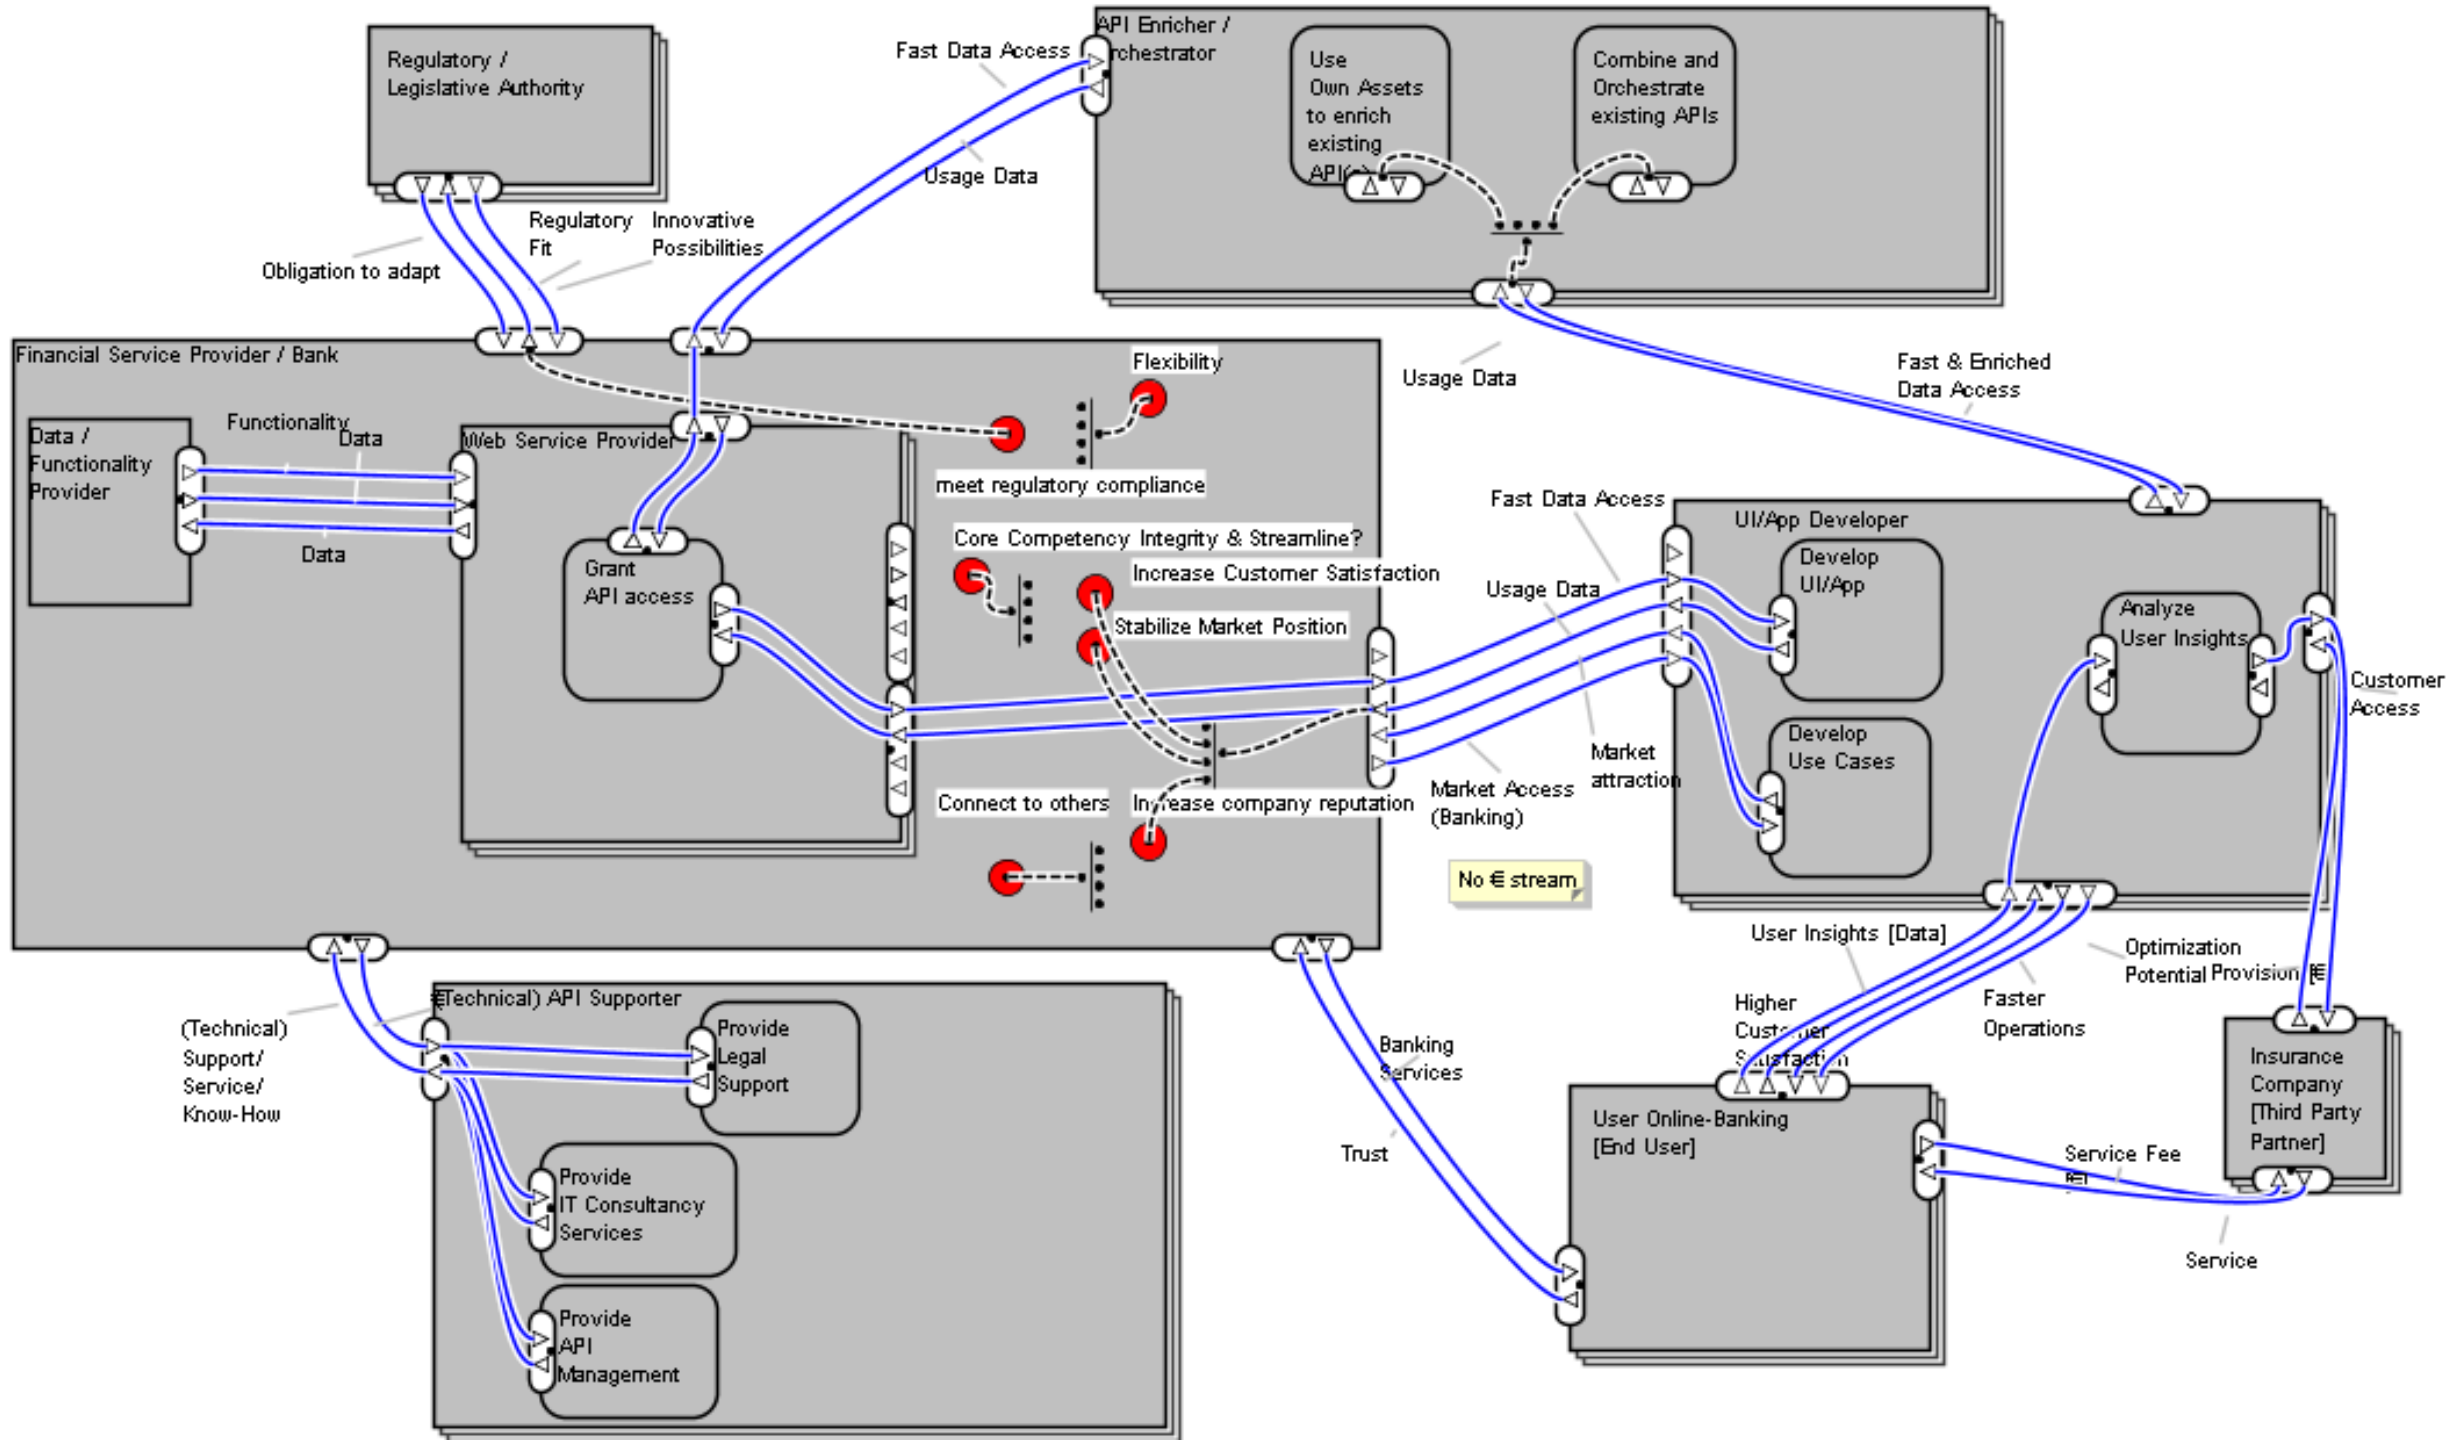 API Enricher /
rchestrator
Regulatory /
Legislative Authority
Fast Data Access
Use
Own Assets
to enrich
existing
Combine and
Orchestrate
existing APIs
Usage Data
Regulatory
Fit
Innovative
Possibilities
Obligation to adapt
Financial Service Provider / Bank
Flexibility
Usage Data
Fast & Enriched
Data Access
Functionality
Data
Data /
Functionality
Provider
Web Service Provider
meet regulatory compliance
Fast Data Access
UI/App Developer
Data
Core Competency Integrity & Streamline?
Develop
UI/App
Grant
API access
Increase Customer Satisfaction
Usage Data
Analyze
User Insights
Stabilize Market Position
Customer
Access
Develop
Use Cases
Market
attraction
Market Access
(Banking)
Connect to others
Increase company reputation
No € stream
User Insights [Data]
Optimization
Potential
Provision [€
€(Technical) API Supporter
(Technical)
Support/
Service/
Know-How
Provide
Legal
Support
Higher
Customer
Satisfaction
Faster
Operations
Banking
Services
Insurance
Company
[Third Party
Partner]
User Online-Banking
[End User]
Trust
Service Fee
Provide
IT Consultancy
Services
Service
Provide
API
Management